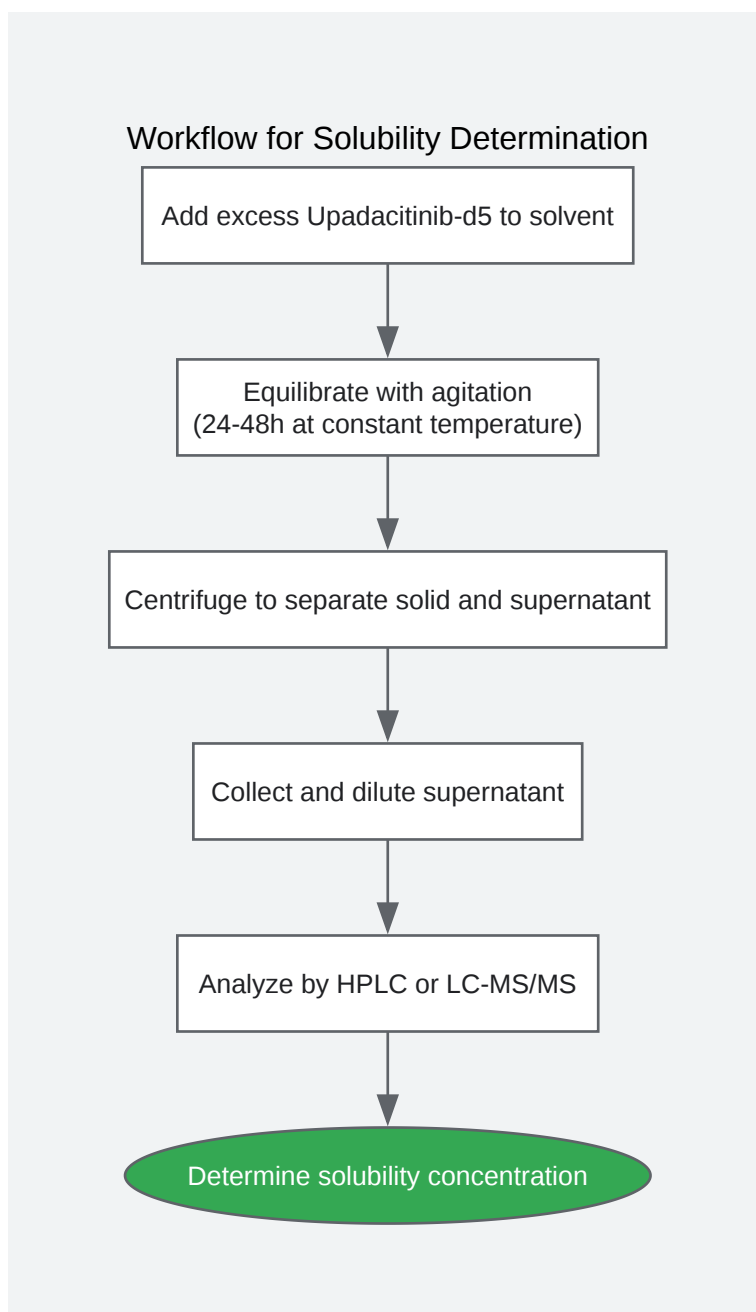 Workflow for Solubility Determination
Add excess Upadacitinib-d5 to solvent
Equilibrate with agitation
(24-48h at constant temperature)
Centrifuge to separate solid and supernatant
Collect and dilute supernatant
Analyze by HPLC or LC-MS/MS
Determine solubility concentration